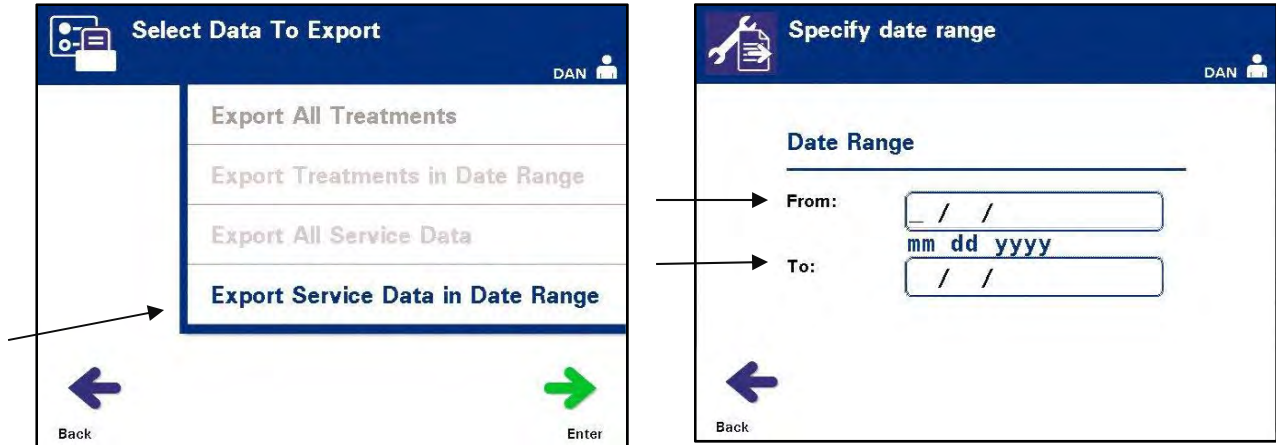 Select Data To Export
DAN
Export All Treatments
Export Treatments in Date Range
Export All Service Data
Export Service Data in Date Range
Back
Enter
Specify date range
DAN
Date Range
From:
_ / /
mm dd yyyy
To:
/ /
Back